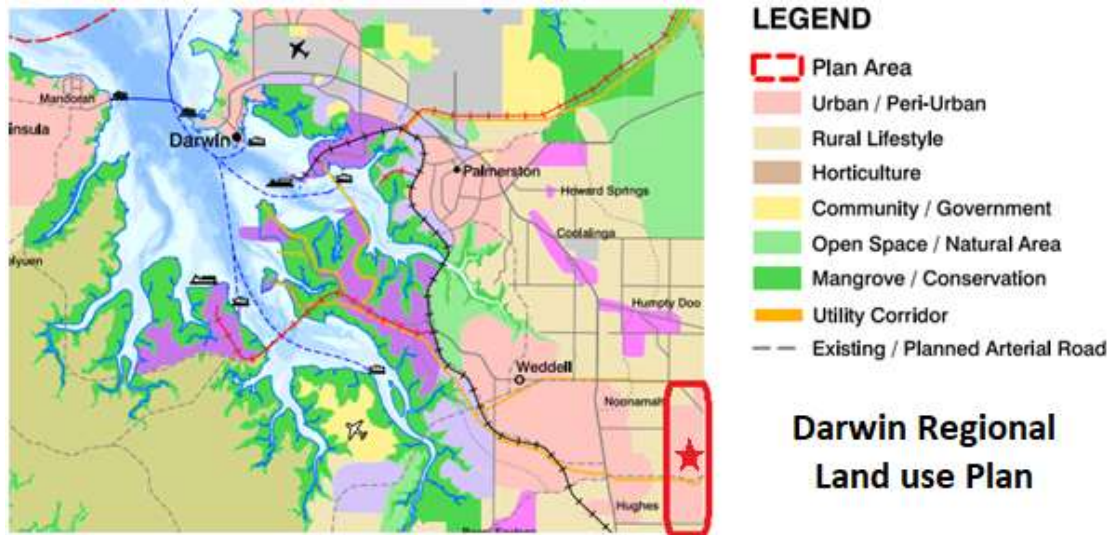 Mandorah
insula
Darwin
Palmerston
Howard Springs
Coolalinga
Humpty Doo
Weddell
Noonamah
Hughes
LEGEND
Plan Area
Urban / Peri-Urban
Rural Lifestyle
Horticulture
Community / Government
Open Space / Natural Area
Mangrove / Conservation
Utility Corridor
Existing / Planned Arterial Road
Darwin Regional
Land use Plan